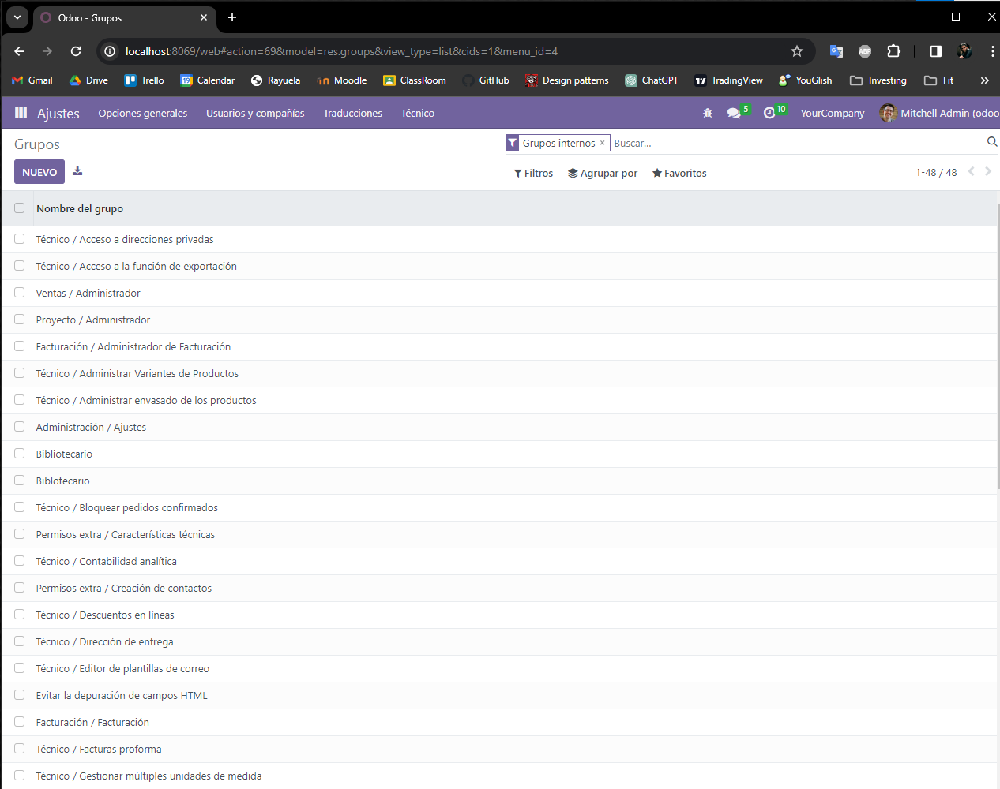 Odoo - Grupos
localhost:8069/web#action=69&model=res.groups&view_type=list&cids=1&menu_id=4
ABP
Gmail Drive Trello 19 Calendar Rayuela Moodle ClassRoom GitHub Design patterns ChatGPT TradingView YouGlish Investing Fit »
Ajustes Opciones generales Usuarios y compañías Traducciones Técnico 5 10 YourCompany Mitchell Admin (odoo
Grupos Grupos internos × Buscar...
NUEVO Filtros Agrupar por Favoritos 1-48 / 48
Nombre del grupo
Técnico / Acceso a direcciones privadas
Técnico / Acceso a la función de exportación
Ventas / Administrador
Proyecto / Administrador
Facturación / Administrador de Facturación
Técnico / Administrar Variantes de Productos
Técnico / Administrar envasado de los productos
Administración / Ajustes
Bibliotecario
Biblotecario
Técnico / Bloquear pedidos confirmados
Permisos extra / Características técnicas
Técnico / Contabilidad analítica
Permisos extra / Creación de contactos
Técnico / Descuentos en líneas
Técnico / Dirección de entrega
Técnico / Editor de plantillas de correo
Evitar la depuración de campos HTML
Facturación / Facturación
Técnico / Facturas proforma
Técnico / Gestionar múltiples unidades de medida